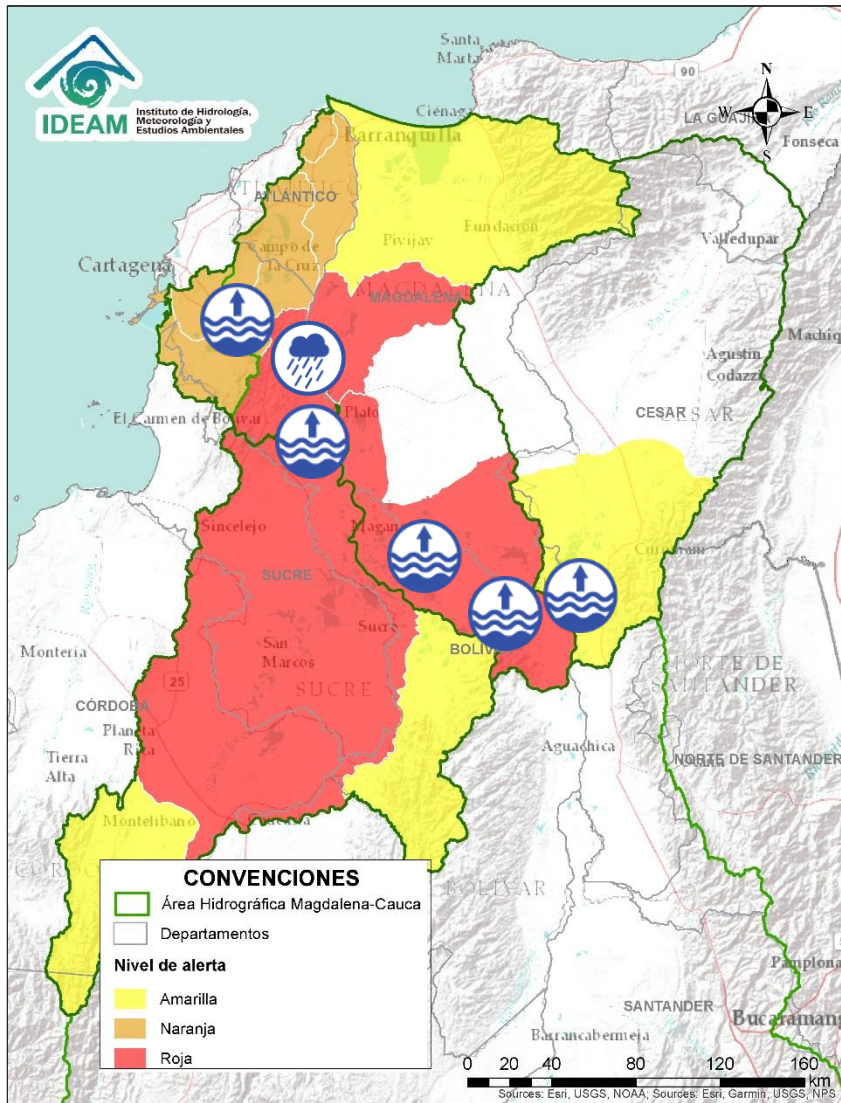 IDEAM
Instituto de Hidrología,
Meteorología y
Estudios Ambientales
Santa
Marta
90
N
W
E
S
LA GUAJIRA
Fonseca
Ciénaga
Barranquilla
ATLÁNTICO
ATLÁNTICO
Campo de
la Cruz
Pivijay
Fundación
Valledupar
Cartagena
MAGDALENA
MAGDALENA
Agustín
Codazzi
CESAR
CESAR
El Carmen de Bolívar
Plato
Sincelejo
SUCRE
Sucre
San
Marcos
SUCRE
Montería
25
CÓRDOBA
Planeta
Rica
Tierra
Alta
Montelíbano
NORTE DE
SANTANDER
Aguachica
NORTE DE SANTANDER
BOLÍVAR
SANTANDER
Pamplona
Barrancabermeja
CONVENCIONES
Área Hidrográfica Magdalena-Cauca
Departamentos
Nivel de alerta
Amarilla
Naranja
Roja
0 20 40 80 120 160
km
Sources: Esri, USGS, NOAA; Sources: Esri, Garmin, USGS, NPS